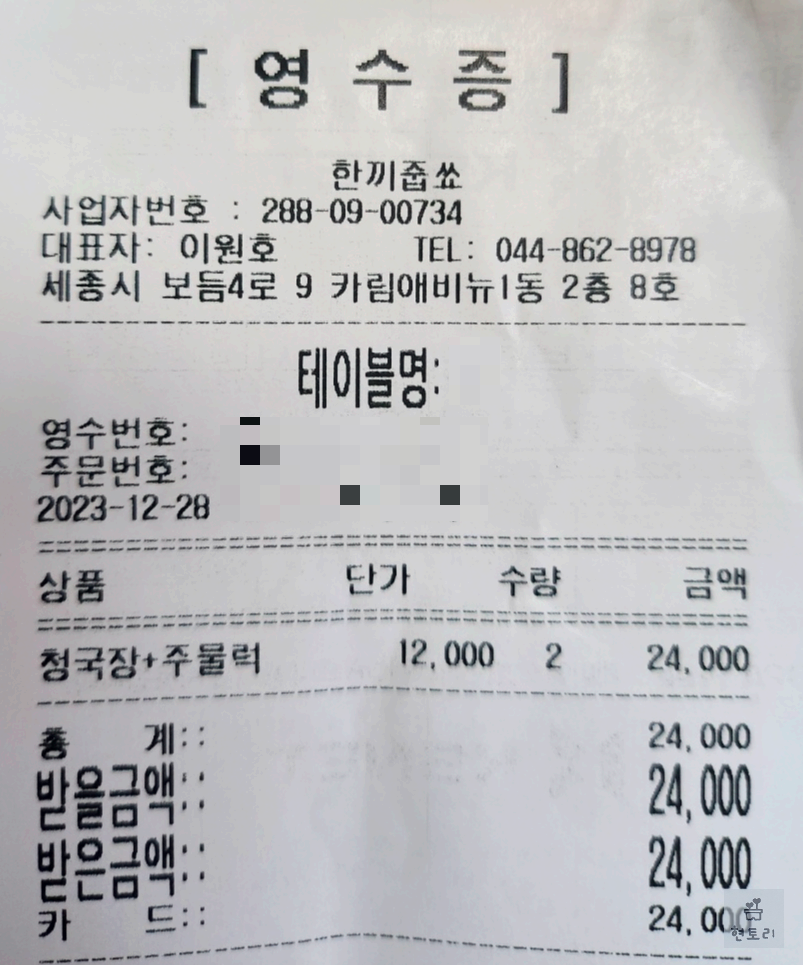 [ 영 수 증 ]
한끼줍쑈
사업자번호 : 288-09-00734
대표자: 이원호 TEL: 044-862-8978
세종시 보듬4로 9 카림애비뉴1동 2층 8호
테이블명:
영수번호:
주문번호:
2023-12-28
상품 단가 수량 금액
청국장+주물럭 12,000 2 24,000
총 계:: 24,000
받을금액:: 24,000
받은금액:: 24,000
카 드:: 24,000
현토리